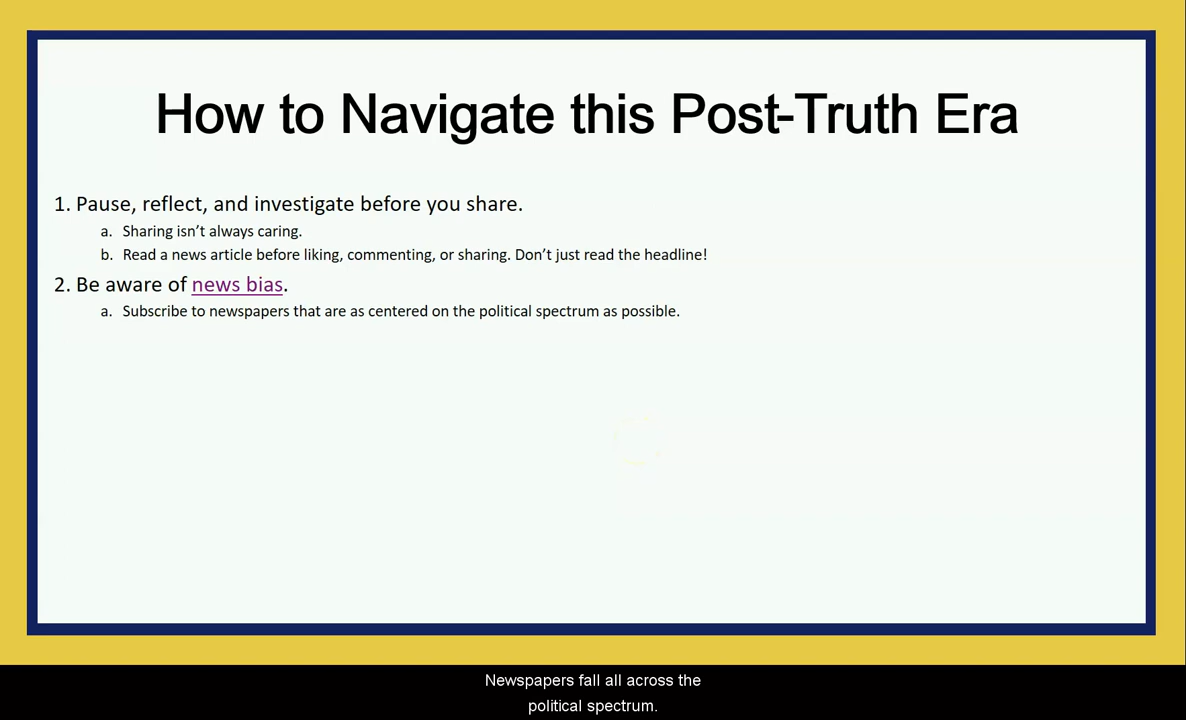 How to Navigate this Post-Truth Era
1. Pause, reflect, and investigate before you share.
a. Sharing isn’t always caring.
b. Read a news article before liking, commenting, or sharing. Don’t just read the headline!
2. Be aware of news bias.
a. Subscribe to newspapers that are as centered on the political spectrum as possible.
Newspapers fall all across the
political spectrum.